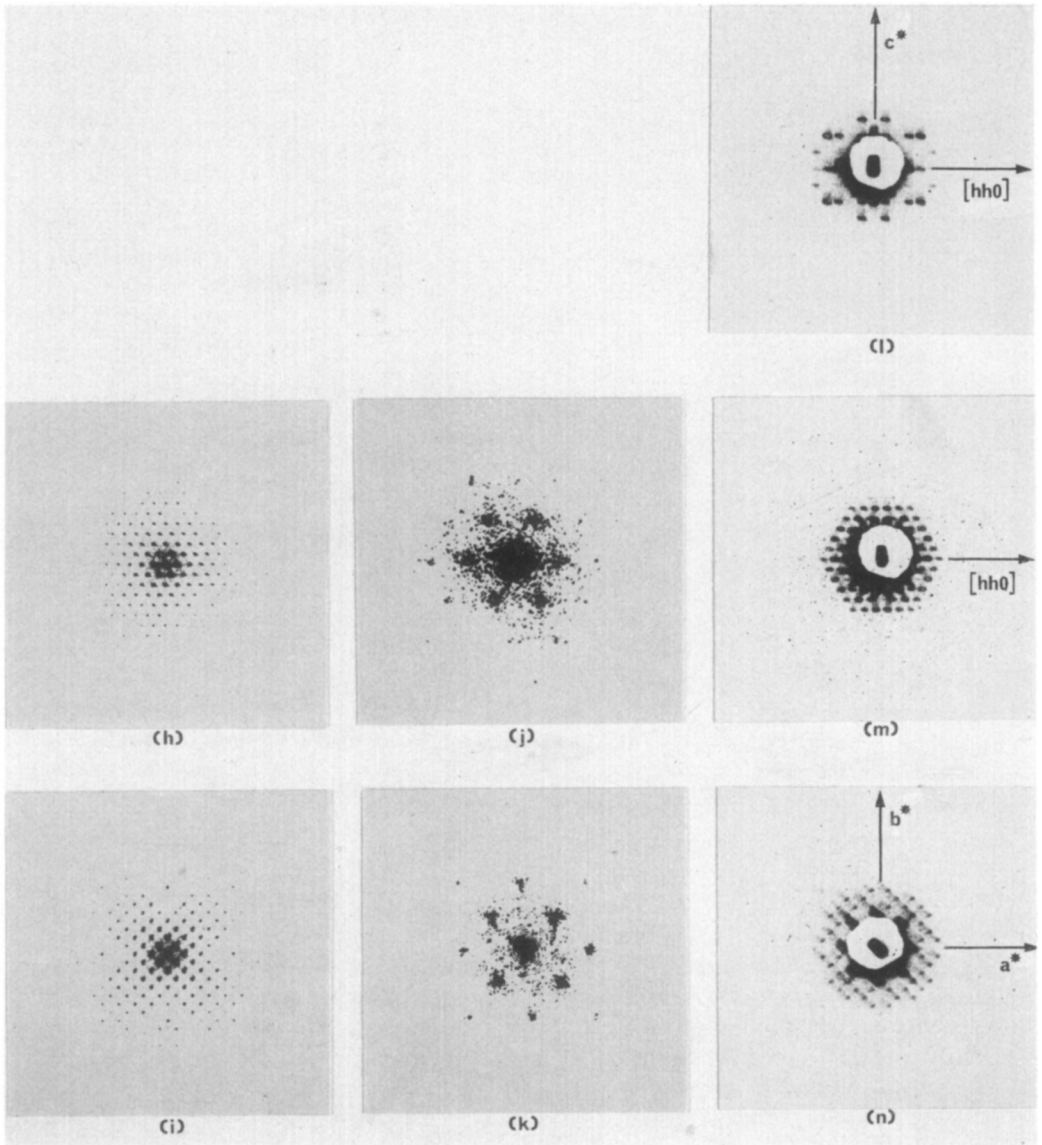 c*
[hh0]
(l)
[hh0]
(h)
(j)
(m)
b*
a*
(i)
(k)
(n)